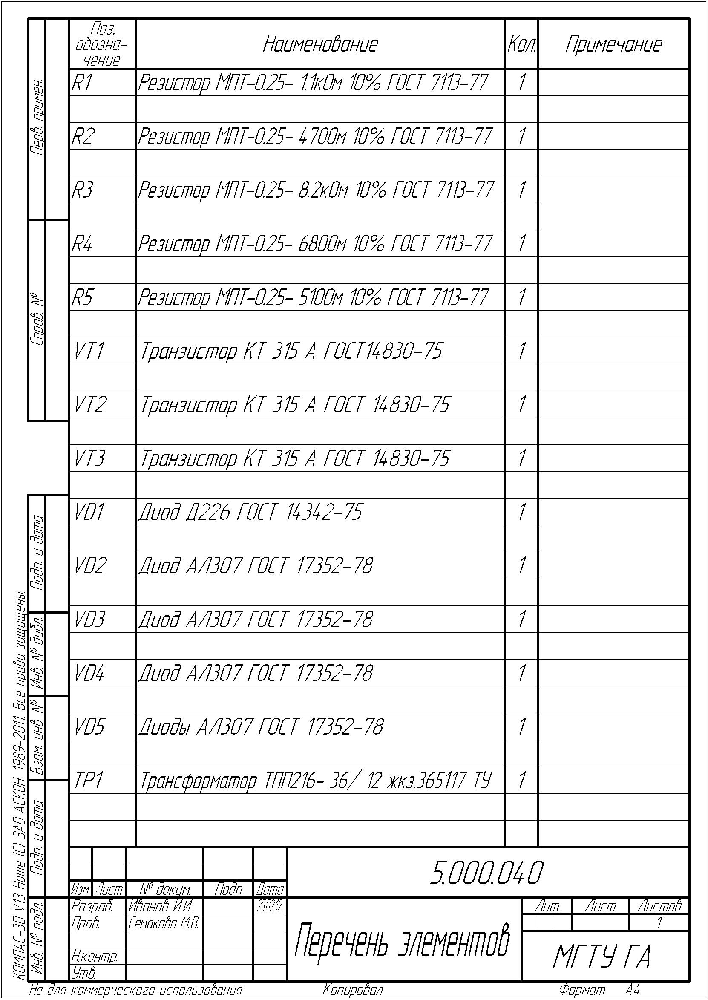 Поз. обозна-чение Наименование Кол. Примечание
R1 Резистор МПТ-0.25- 1.1кОм 10% ГОСТ 7113-77 1
R2 Резистор МПТ-0.25- 470Ом 10% ГОСТ 7113-77 1
R3 Резистор МПТ-0.25- 8.2кОм 10% ГОСТ 7113-77 1
R4 Резистор МПТ-0.25- 680Ом 10% ГОСТ 7113-77 1
R5 Резистор МПТ-0.25- 510Ом 10% ГОСТ 7113-77 1
VT1 Транзистор КТ 315 А ГОСТ14830-75 1
VT2 Транзистор КТ 315 А ГОСТ 14830-75 1
VT3 Транзистор КТ 315 А ГОСТ 14830-75 1
VD1 Диод Д226 ГОСТ 14342-75 1
VD2 Диод АЛ307 ГОСТ 17352-78 1
VD3 Диод АЛ307 ГОСТ 17352-78 1
VD4 Диод АЛ307 ГОСТ 17352-78 1
VD5 Диоды АЛ307 ГОСТ 17352-78 1
TP1 Трансформатор ТПП216- 36/ 12 жкз.365117 ТУ 1
Перв. примен.
Справ. №
Подп. и дата
Инв. № дубл.
Взам. инв. №
Подп. и дата
Инв. № подл.
КОМПАС-3D V13 Home (С) ЗАО АСКОН, 1989-2011. Все права защищены.
5.000.040
Изм. Лист № докум. Подп. Дата
Разраб. Иванов И.И. 25.02.12
Пров. Семакова М.В.
Н.контр.
Утв.
Перечень элементов
Лит. Лист Листов
1
МГТУ ГА
Не для коммерческого использования Копировал Формат А4